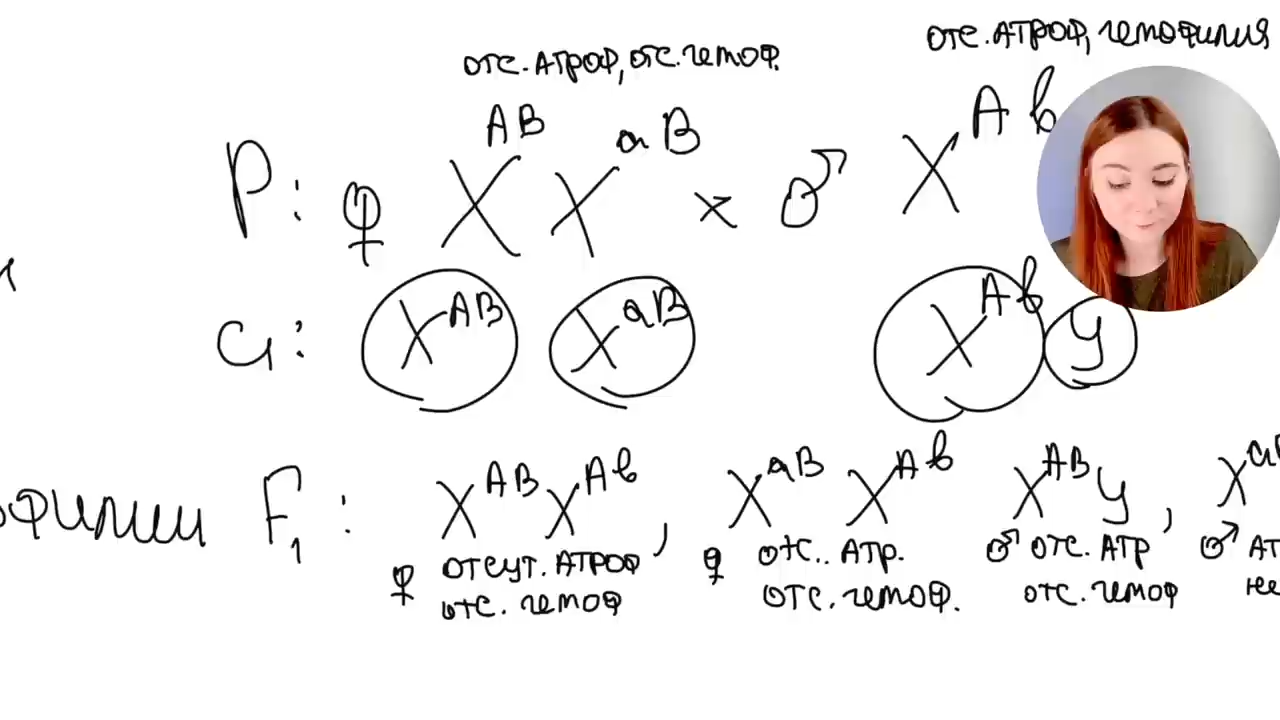 отс. АТРОФ, отс. гемоф.
отс. АТРОФ, гемофилия
P: ♀ X^AB X^aB × ♂ X^Ab
G: X^AB X^aB X^Ab y
F₁: X^AB X^Ab, X^aB X^Ab X^AB y, X
♀ отсут. АТРОФ ♀ отс.. АТР. ♂ отс. АТР ♂ АТ
отс. гемоф отс. гемоф. отс. гемоф